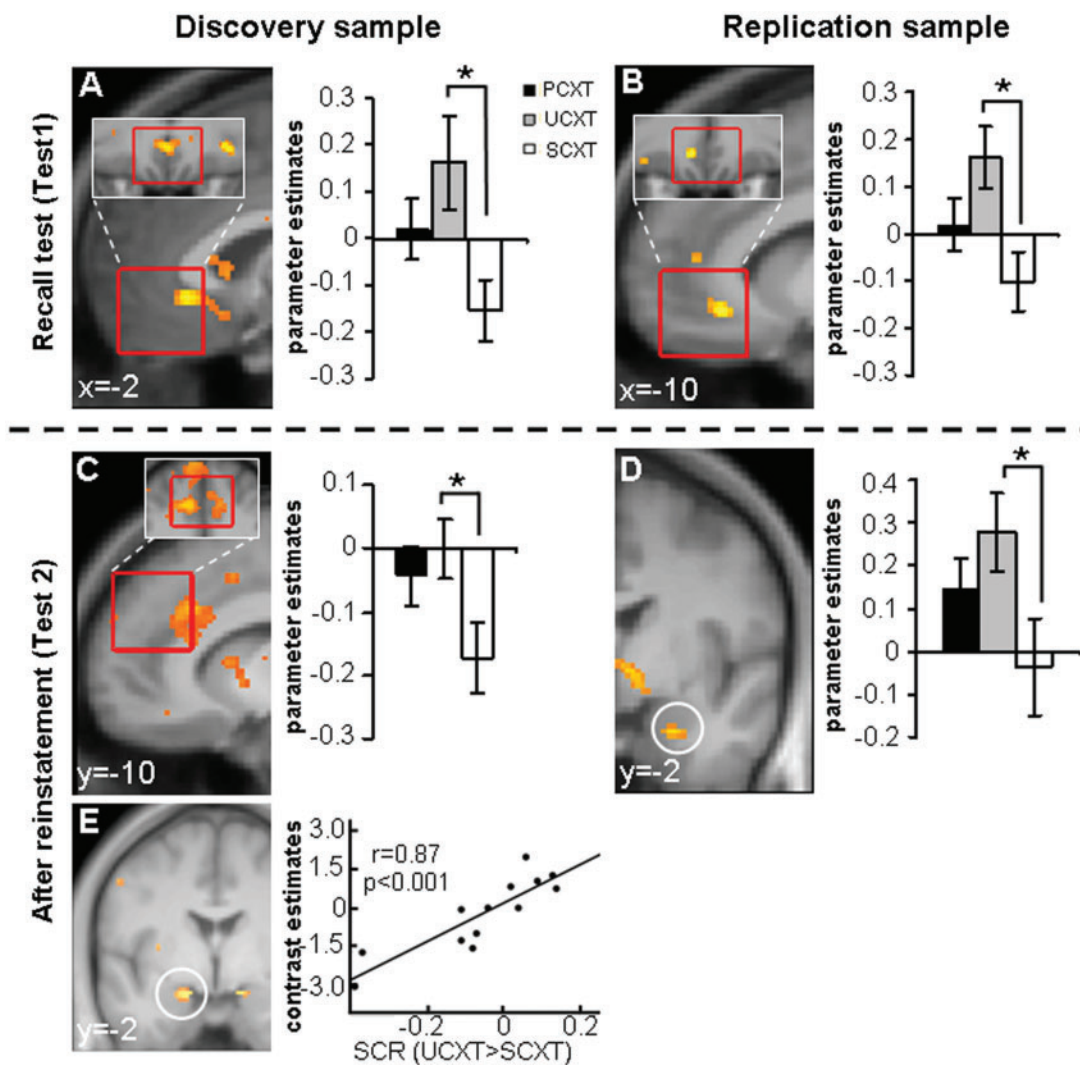 Discovery sample
Replication sample
Recall test (Test1)
A
x=-2
parameter estimates
0.3
0.2
0.1
0
-0.1
-0.2
-0.3
*
PCXT
UCXT
SCXT
B
x=-10
parameter estimates
0.3
0.2
0.1
0
-0.1
-0.2
-0.3
*
After reinstatement (Test 2)
C
y=-10
parameter estimates
0.1
0
-0.1
-0.2
-0.3
*
D
y=-2
parameter estimates
0.4
0.3
0.2
0.1
0
-0.1
-0.2
*
E
y=-2
contrast estimates
3.0
1.5
0
-1.5
-3.0
r=0.87
p<0.001
-0.2
0
0.2
SCR (UCXT>SCXT)